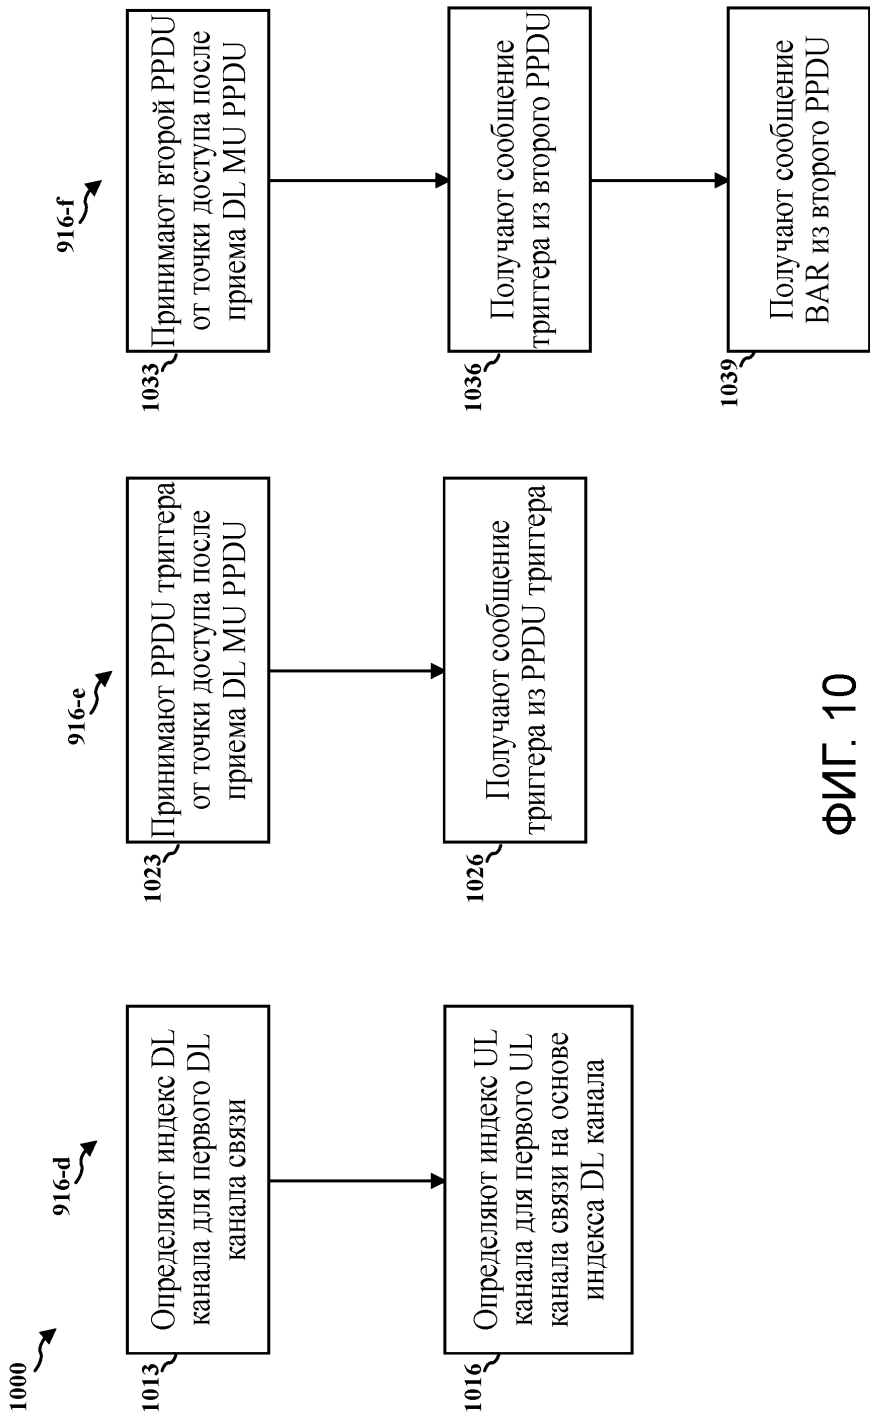 1000
916-d
1013
Определяют индекс DL
канала для первого DL
канала связи
1016
Определяют индекс UL
канала для первого UL
канала связи на основе
индекса DL канала
916-e
1023
Принимают PPDU триггера
от точки доступа после
приема DL MU PPDU
1026
Получают сообщение
триггера из PPDU триггера
916-f
1033
Принимают второй PPDU
от точки доступа после
приема DL MU PPDU
1036
Получают сообщение
триггера из второго PPDU
1039
Получают сообщение
BAR из второго PPDU
ФИГ. 10